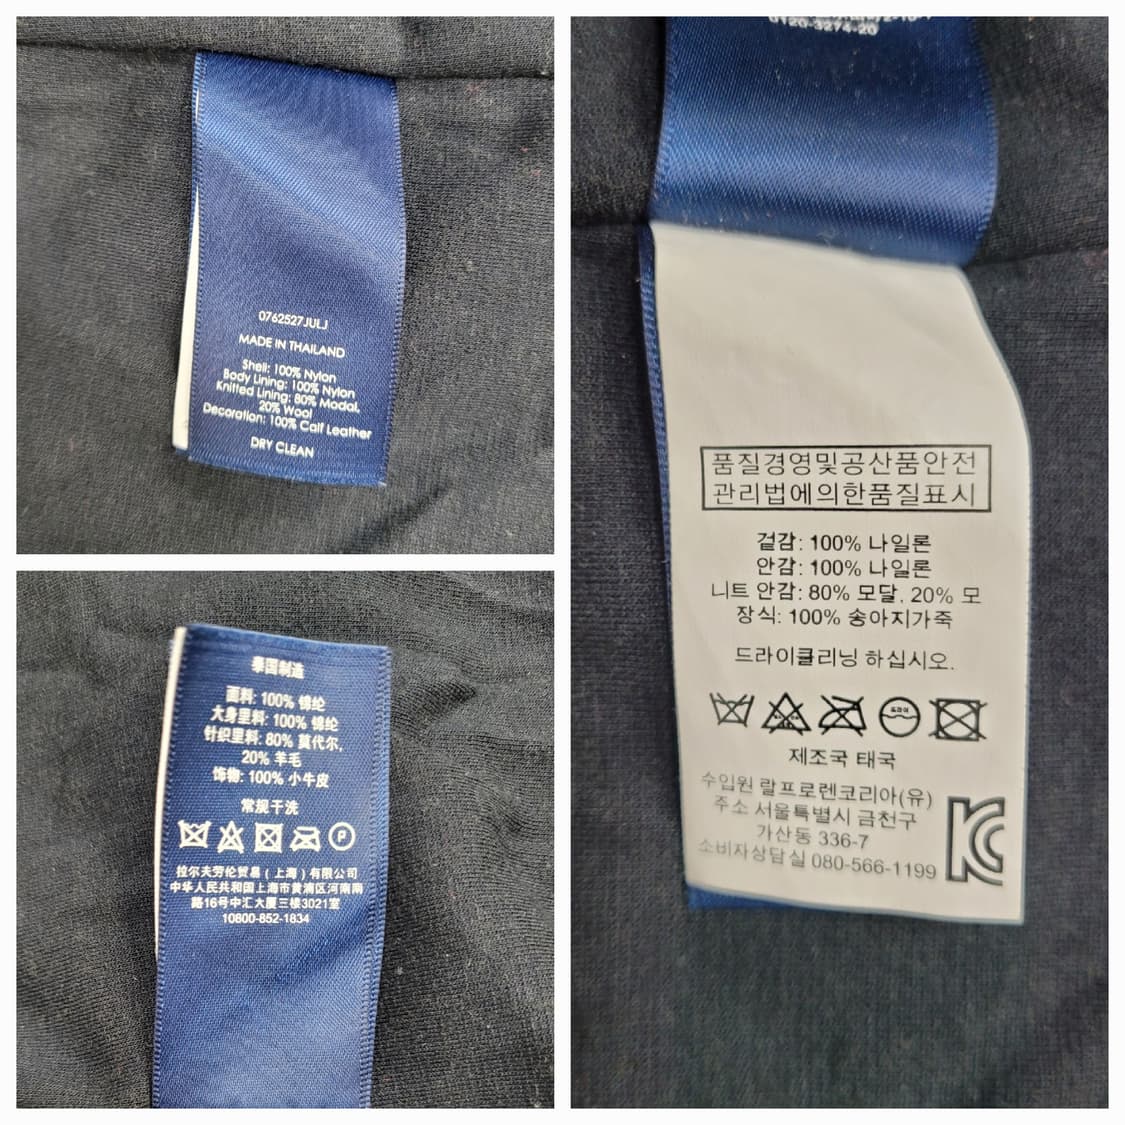 0762527JULJ
MADE IN THAILAND
Shell: 100% Nylon
Body Lining: 100% Nylon
Knitted Lining: 80% Modal,
20% Wool
Decoration: 100% Calf Leather
DRY CLEAN
泰国制造
面料: 100% 锦纶
大身里料: 100% 锦纶
针织里料: 80% 莫代尔,
20% 羊毛
饰物: 100% 小牛皮
常规干洗
P
拉尔夫劳伦贸易（上海）有限公司
中华人民共和国上海市黄浦区河南南
路16号中汇大厦三楼3021室
10800-852-1834
0120-3274-20
품질경영및공산품안전
관리법에의한품질표시
겉감: 100% 나일론
안감: 100% 나일론
니트 안감: 80% 모달, 20% 모
장식: 100% 송아지가죽
드라이클리닝 하십시오.
드라이
제조국 태국
수입원 랄프로렌코리아(유)
주소 서울특별시 금천구
가산동 336-7
소비자상담실 080-566-1199